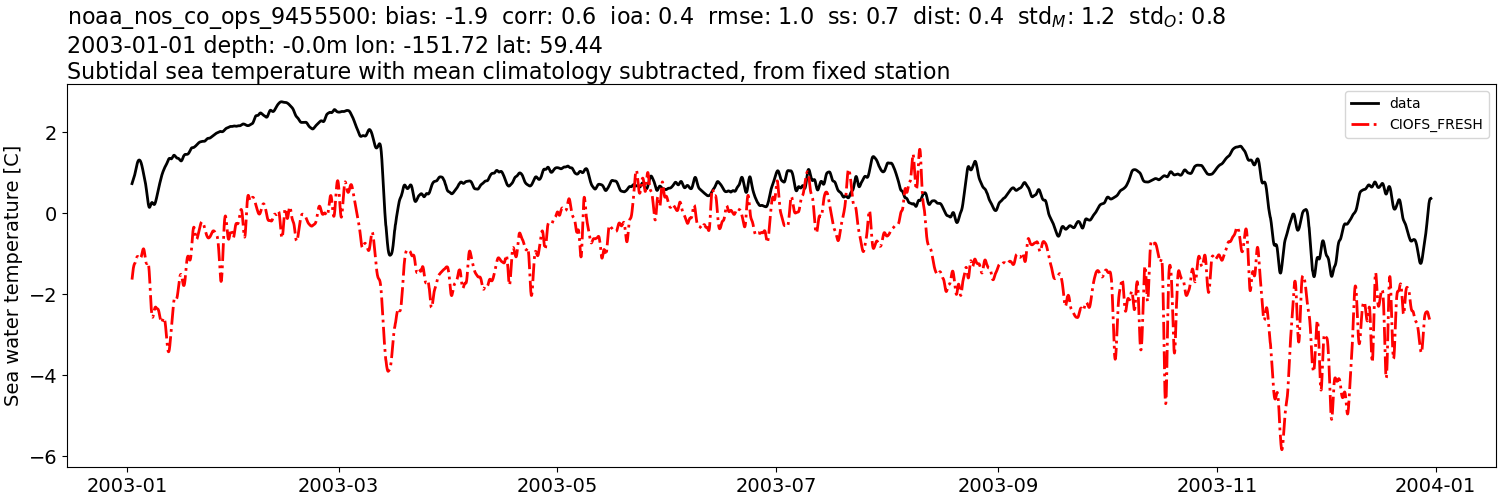 noaa_nos_co_ops_9455500: bias: -1.9 corr: 0.6 ioa: 0.4 rmse: 1.0 ss: 0.7 dist: 0.4 std_M: 1.2 std_O: 0.8
2003-01-01 depth: -0.0m lon: -151.72 lat: 59.44
Subtidal sea temperature with mean climatology subtracted, from fixed station
data
CIOFS_FRESH
Sea water temperature [C]
2
0
−2
−4
−6
2003-01 2003-03 2003-05 2003-07 2003-09 2003-11 2004-01